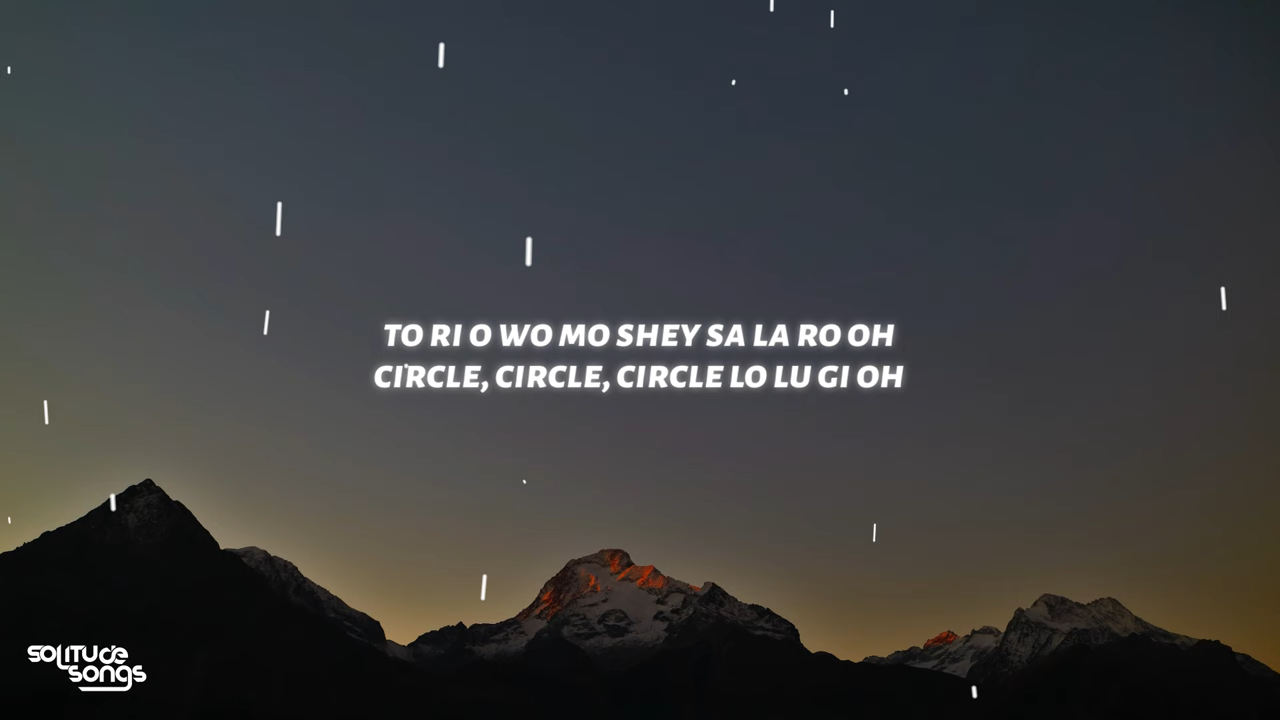 TO RI O WO MO SHEY SA LA RO OH
CIRCLE, CIRCLE, CIRCLE LO LU GI OH
SOLITUDE
SONGS